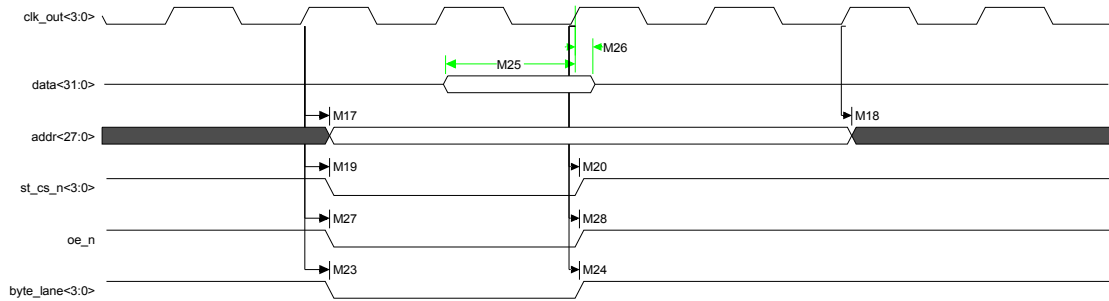 clk_out<3:0>
M26
M25
data<31:0>
M17
M18
addr<27:0>
M19
M20
st_cs_n<3:0>
M27
M28
oe_n
M23
M24
byte_lane<3:0>